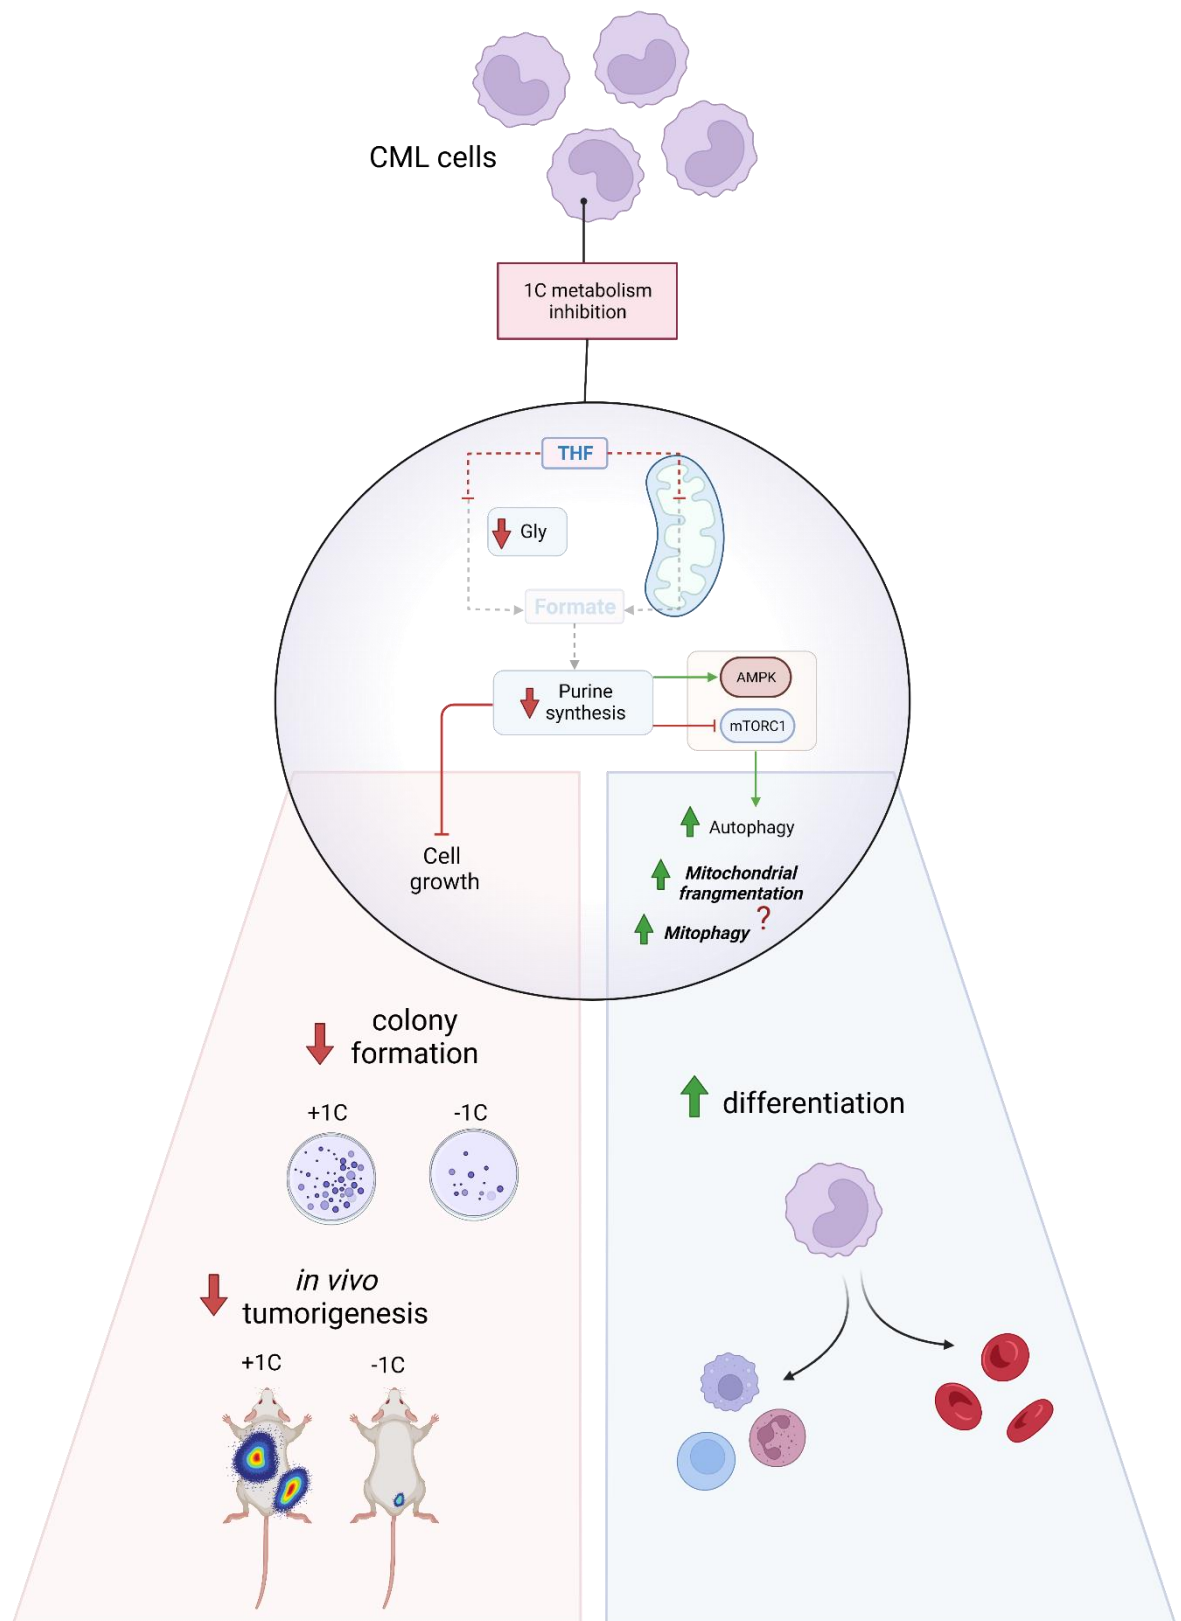 CML cells
1C metabolism
inhibition
THF
Gly
Formate
Purine
synthesis
AMPK
mTORC1
Autophagy
Cell
growth
Mitochondrial
frangmentation
?
Mitophagy
colony
formation
+1C
-1C
differentiation
in vivo
tumorigenesis
+1C
-1C